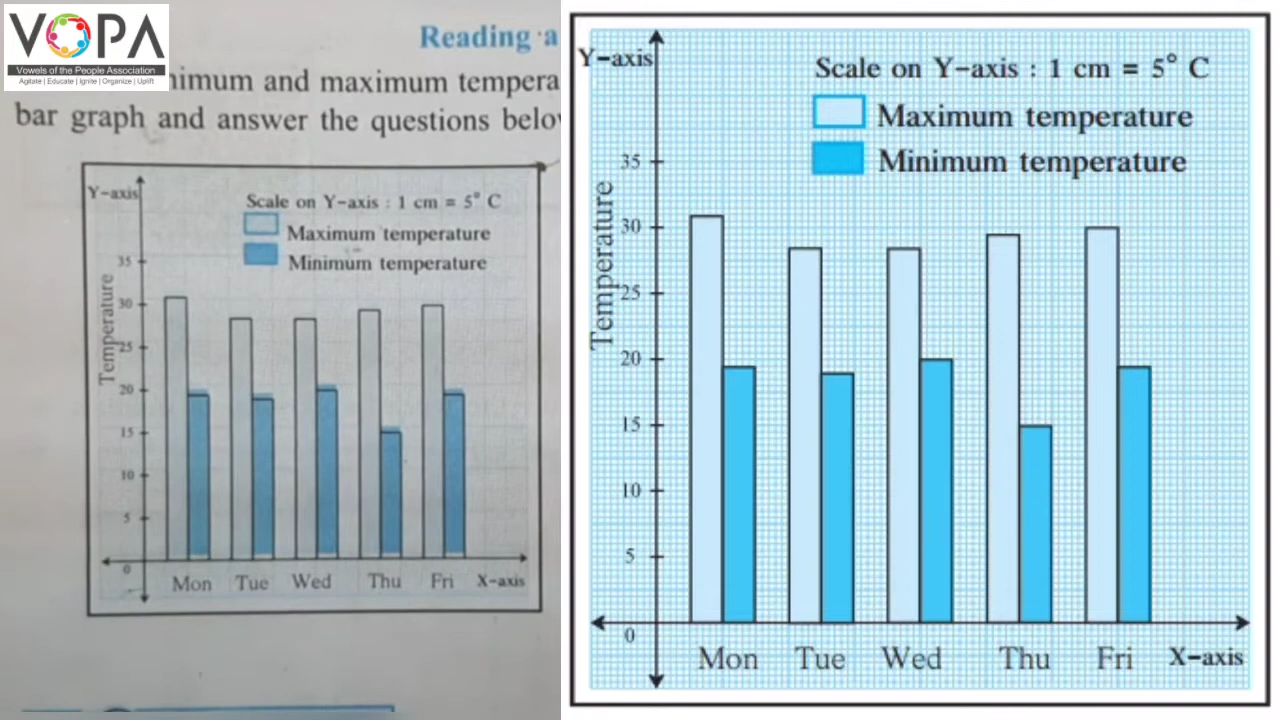 VOPA
Vowels of the People Association
Agitate | Educate | Ignite | Organize | Uplift
Reading a
nimum and maximum tempera
bar graph and answer the questions below
Y-axis
Scale on Y-axis : 1 cm = 5° C
Maximum temperature
Minimum temperature
Temperature
35
30
25
20
15
10
5
0
Mon Tue Wed Thu Fri X-axis
Y-axis
Scale on Y-axis : 1 cm = 5° C
Maximum temperature
Minimum temperature
Temperature
35
30
25
20
15
10
5
0
Mon Tue Wed Thu Fri X-axis